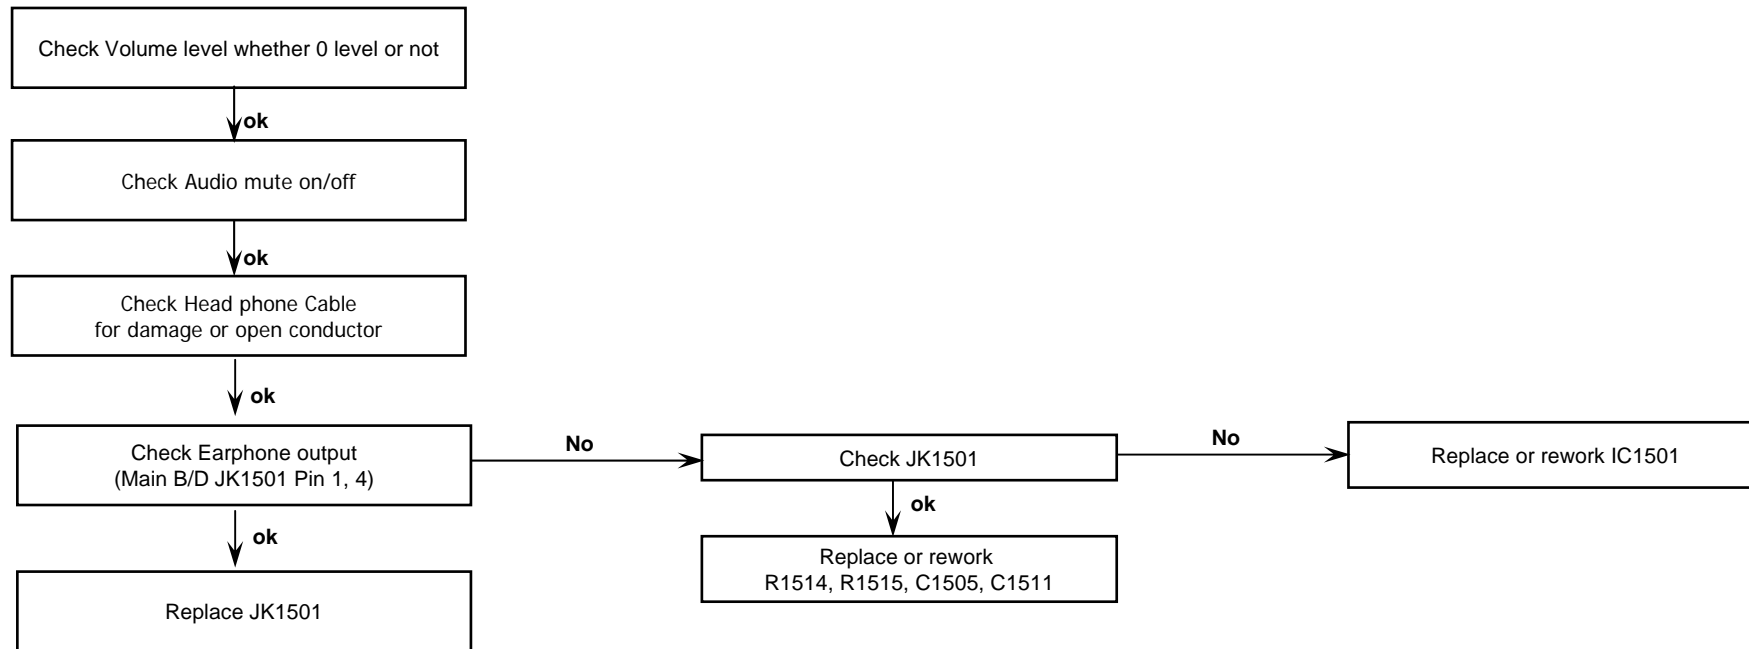 Check Volume level whether 0 level or not
ok
Check Audio mute on/off
ok
Check Head phone Cable
for damage or open conductor
ok
Check Earphone output
(Main B/D JK1501 Pin 1, 4)
No
Check JK1501
No
Replace or rework IC1501
ok
Replace JK1501
ok
Replace or rework
R1514, R1515, C1505, C1511